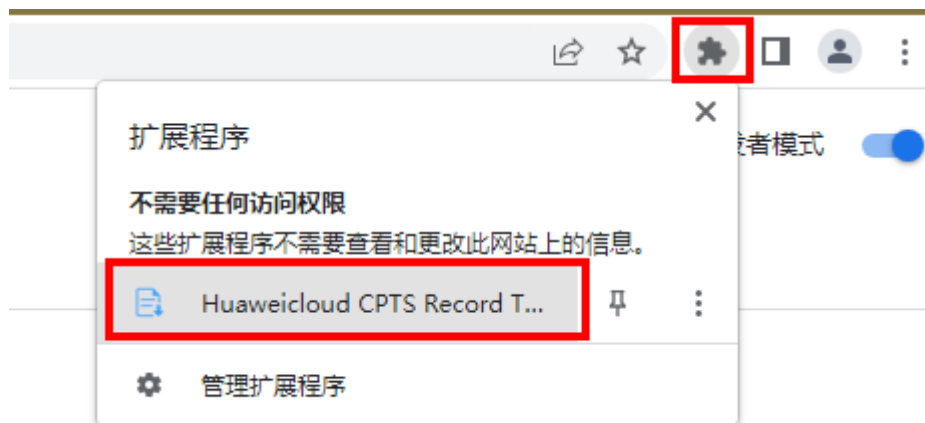 扩展程序
者模式
不需要任何访问权限
这些扩展程序不需要查看和更改此网站上的信息。
Huaweicloud CPTS Record T...
管理扩展程序